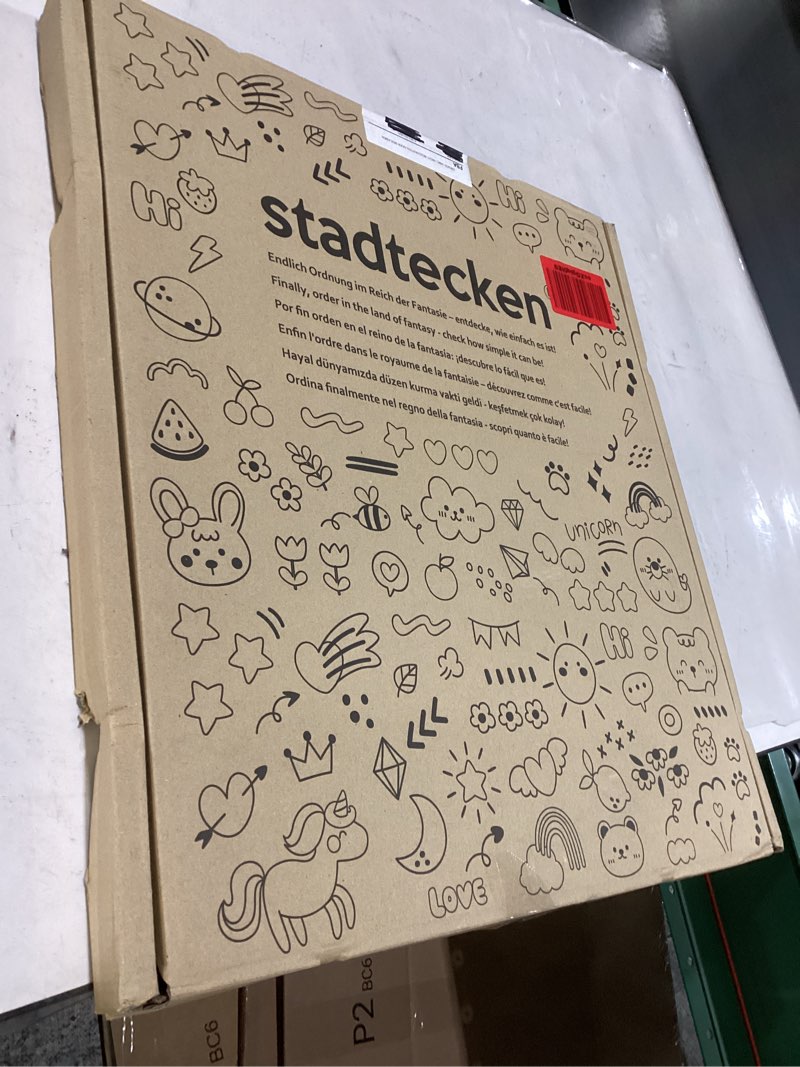 Hi
Hi
stadtecken
Endlich Ordnung im Reich der Fantasie – entdecke, wie einfach es ist!
Finally, order in the land of fantasy - check how simple it can be!
Por fin orden en el reino de la fantasia: ¡descubre lo fácil que es!
Enfin l'ordre dans le royaume de la fantaisie – découvrez comme c'est facile!
Hayal dünyamızda düzen kurma vakti geldi - keşfetmek çok kolay!
Ordina finalmente nel regno della fantasia - scopri quanto è facile!
UNICORN
Hi
LOVE
BC6
P2 BC6